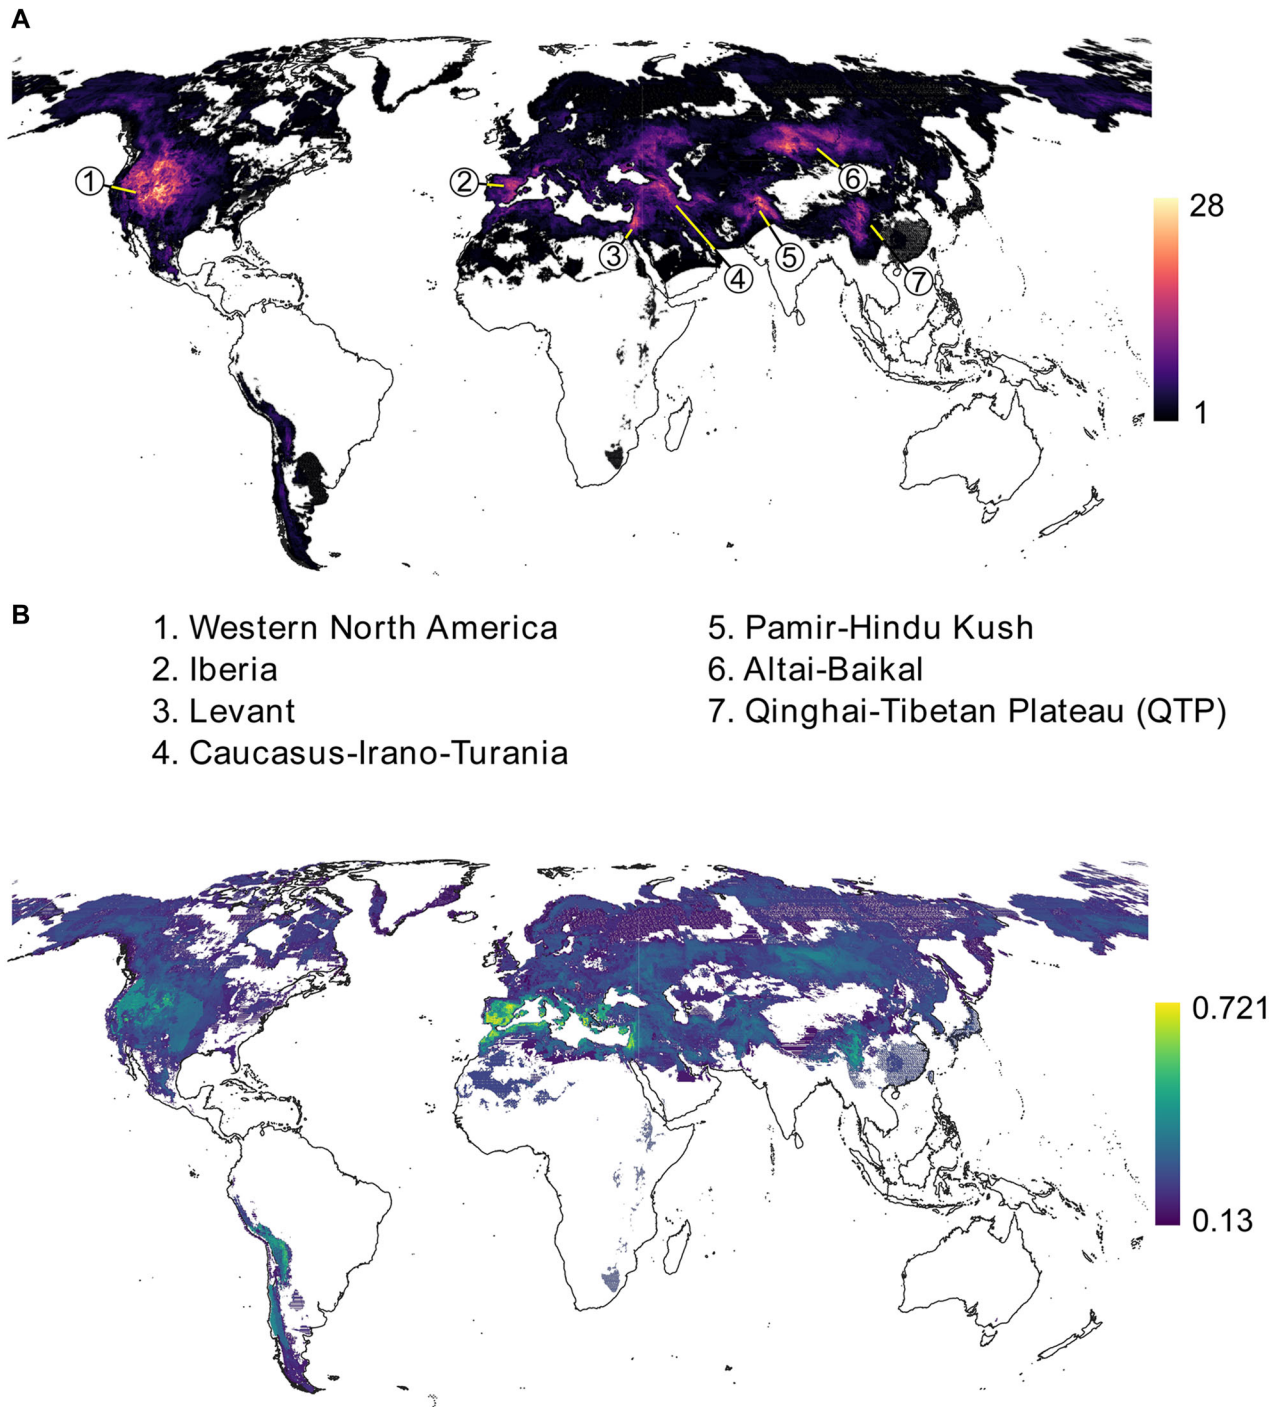 A
1
2
3
4
5
6
7
28
1
B
1. Western North America
2. Iberia
3. Levant
4. Caucasus-Irano-Turania
5. Pamir-Hindu Kush
6. Altai-Baikal
7. Qinghai-Tibetan Plateau (QTP)
0.721
0.13